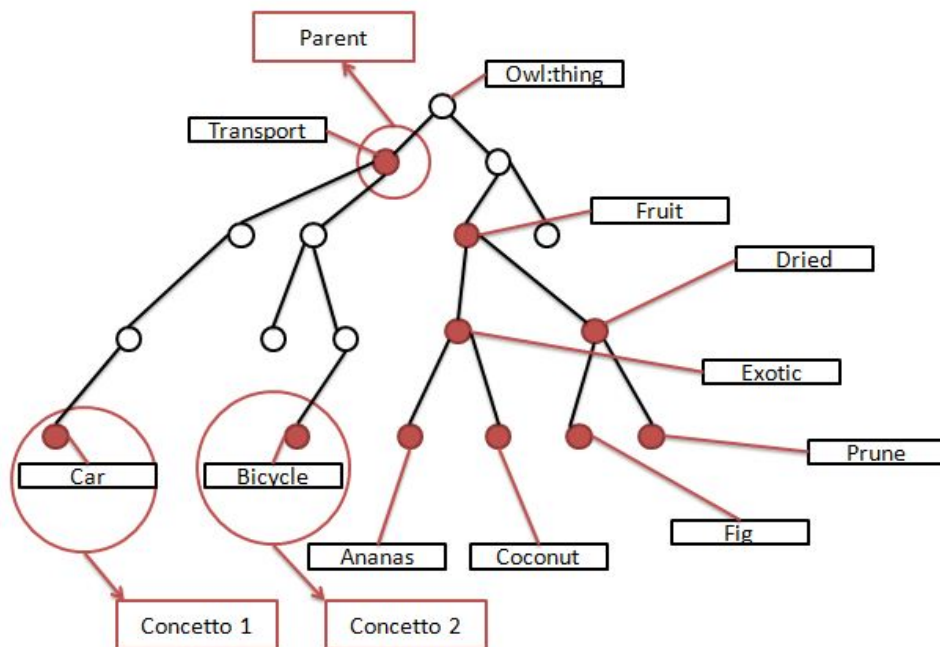 Parent
Owl:thing
Transport
Fruit
Dried
Exotic
Car
Bicycle
Prune
Fig
Ananas
Coconut
Concetto 1
Concetto 2